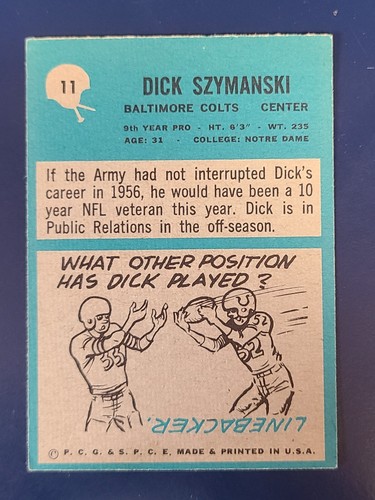 11
DICK SZYMANSKI
BALTIMORE COLTS CENTER
9th YEAR PRO - HT. 6'3" - WT. 235
AGE: 31 - COLLEGE: NOTRE DAME
If the Army had not interrupted Dick's
career in 1956, he would have been a 10
year NFL veteran this year. Dick is in
Public Relations in the off-season.
WHAT OTHER POSITION
HAS DICK PLAYED?
55
52
52
LINEBACKER.
© P. C. G. & S. P. C. E, MADE & PRINTED IN U.S.A.